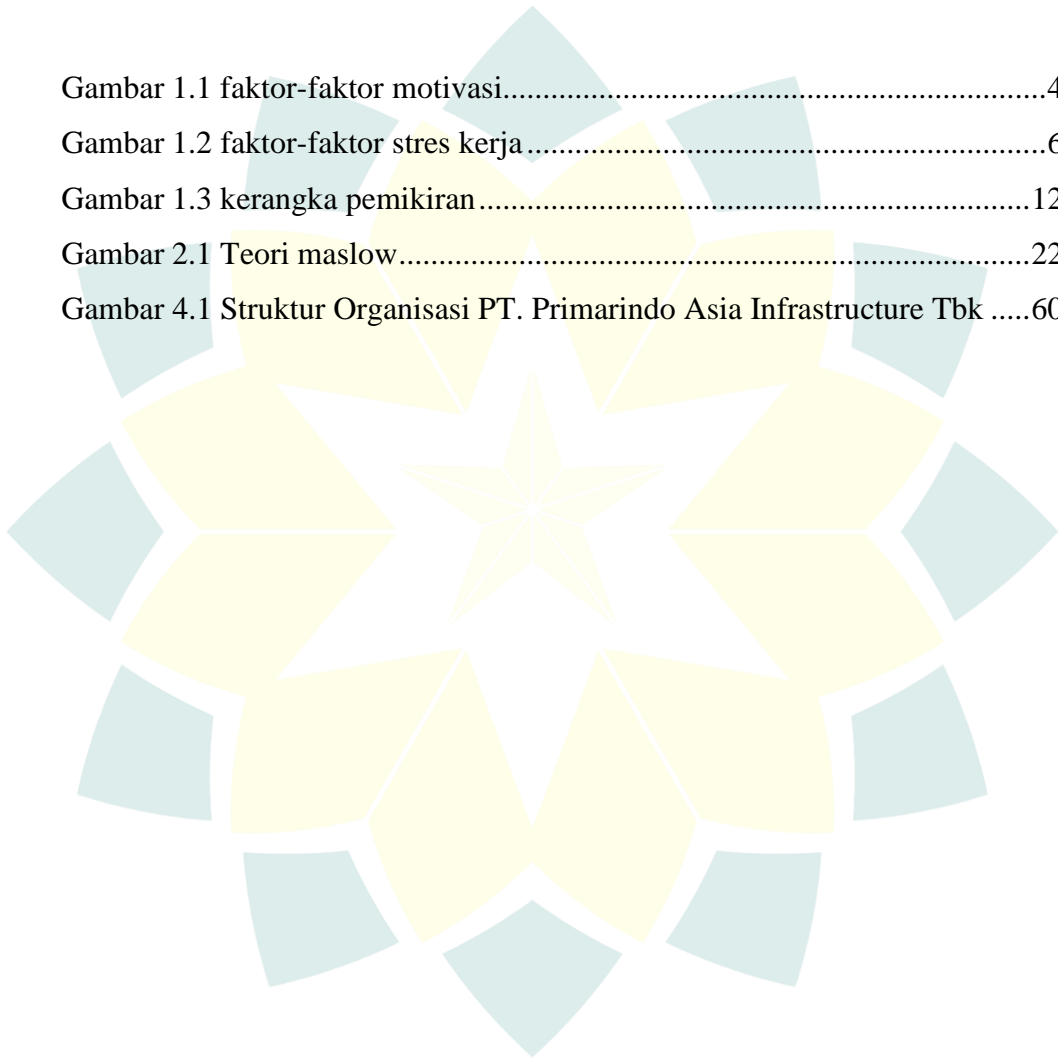 Gambar 1.1 faktor-faktor motivasi.......................................................................4
Gambar 1.2 faktor-faktor stres kerja....................................................................6
Gambar 1.3 kerangka pemikiran.........................................................................12
Gambar 2.1 Teori maslow..................................................................................22
Gambar 4.1 Struktur Organisasi PT. Primarindo Asia Infrastructure Tbk .....60